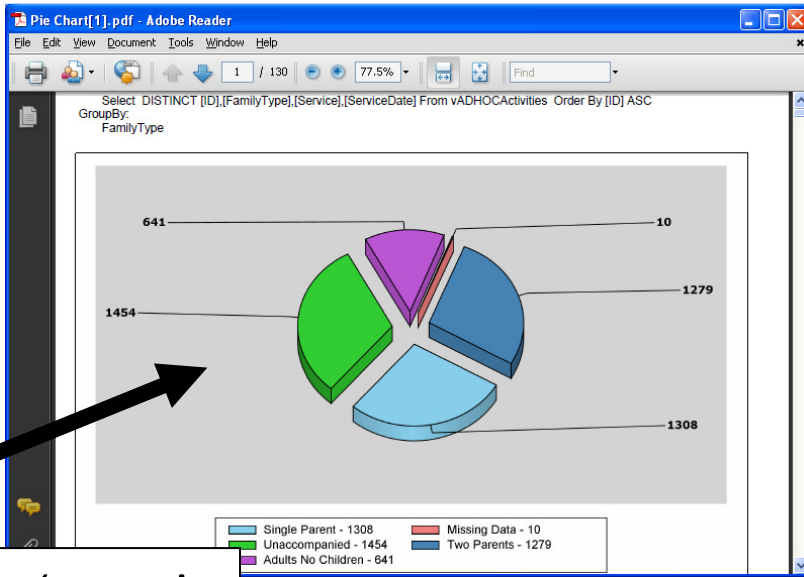 Pie Chart[1].pdf - Adobe Reader
File Edit View Document Tools Window Help
1 / 130 77.5% Find
Select DISTINCT [ID],[FamilyType],[Service],[ServiceDate] From vADHOCActivities Order By [ID] ASC
GroupBy:
FamilyType
641
10
1279
1454
1308
Single Parent - 1308 Missing Data - 10
Unaccompanied - 1454 Two Parents - 1279
Adults No Children - 641